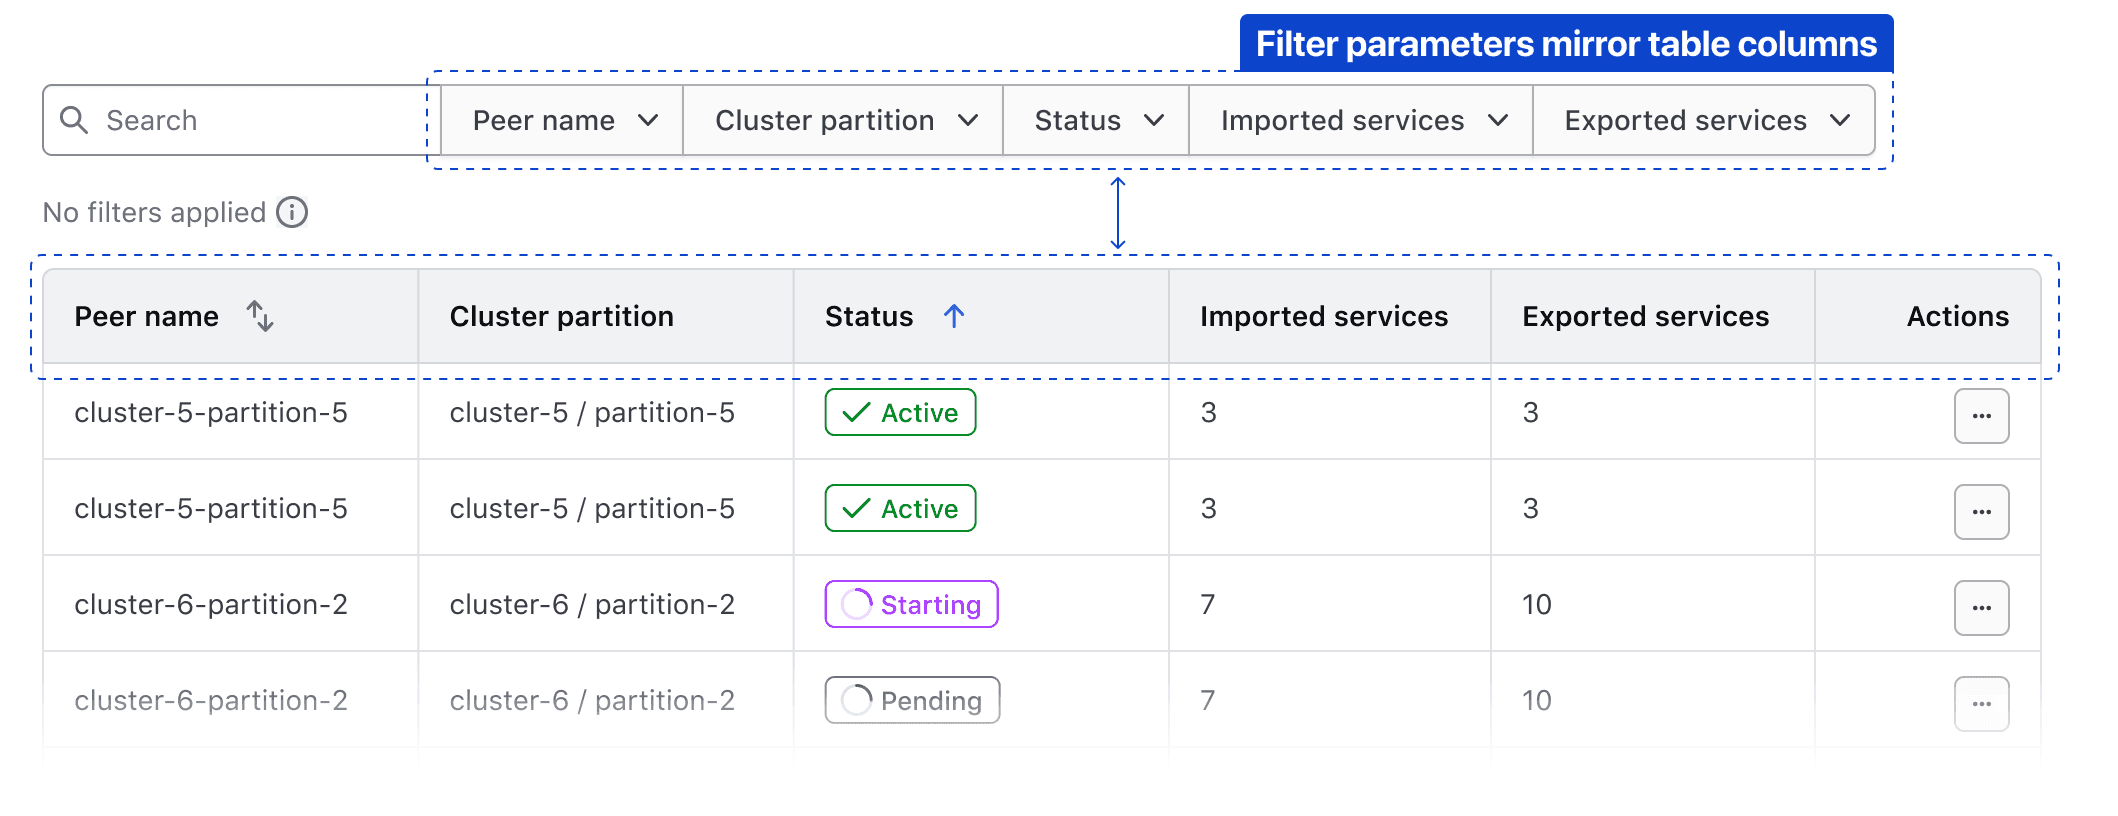 Filter parameters mirror table columns
Search Peer name Cluster partition Status Imported services Exported services
No filters applied
Peer name Cluster partition Status Imported services Exported services Actions
cluster-5-partition-5 cluster-5 / partition-5 Active 3 3 ...
cluster-5-partition-5 cluster-5 / partition-5 Active 3 3 ...
cluster-6-partition-2 cluster-6 / partition-2 Starting 7 10 ...
cluster-6-partition-2 cluster-6 / partition-2 Pending 7 10 ...